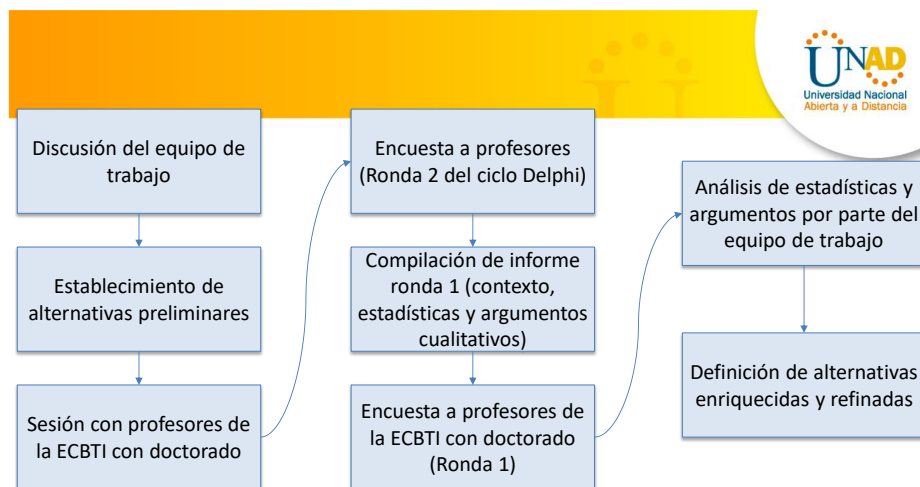 UNAD
Universidad Nacional
Abierta y a Distancia
Discusión del equipo de
trabajo
Establecimiento de
alternativas preliminares
Sesión con profesores de
la ECBTI con doctorado
Encuesta a profesores
(Ronda 2 del ciclo Delphi)
Compilación de informe
ronda 1 (contexto,
estadísticas y argumentos
cualitativos)
Encuesta a profesores de
la ECBTI con doctorado
(Ronda 1)
Análisis de estadísticas y
argumentos por parte del
equipo de trabajo
Definición de alternativas
enriquecidas y refinadas